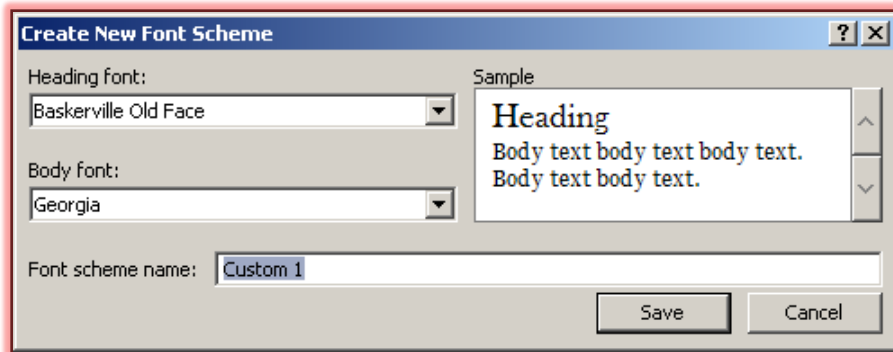 Create New Font Scheme
Heading font:
Baskerville Old Face
Body font:
Georgia
Sample
Heading
Body text body text body text.
Body text body text.
Font scheme name: Custom 1
Save Cancel